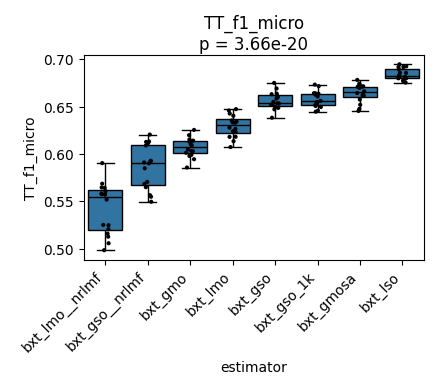 TT_f1_micro
p = 3.66e-20
TT_f1_micro
0.70
0.65
0.60
0.55
0.50
bxt_lmo__nrlmf
bxt_gso__nrlmf
bxt_gmo
bxt_lmo
bxt_gso
bxt_gso_1k
bxt_gmosa
bxt_lso
estimator